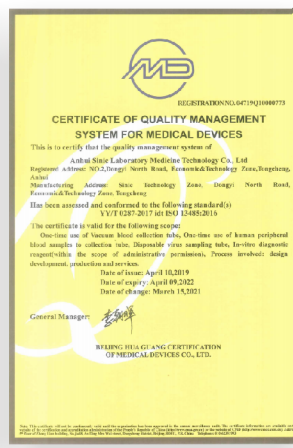 REGISTRATION NO. 04719Q10000773
CERTIFICATE OF QUALITY MANAGEMENT
SYSTEM FOR MEDICAL DEVICES
This is to certify that the quality management system of
Anhui Sinic Laboratory Medicine Technology Co., Ltd
Registered Address: NO.2,Dongyi North Road, Economic&Technology Zone,Tongcheng,
Anhui
Manufacturing Address: Sinic Technology Zone, Dongyi North Road,
Economic&Technology Zone, Tongcheng
Has been assessed and conformed to the following standard(s)
YY/T 0287-2017 idt ISO 13485:2016
The certificate is valid for the following scope:
One-time use of Vacuum blood collection tube, One-time use of human peripheral
blood samples to collection tube, Disposable virus sampling tube, In-vitro diagnostic
reagent(within the scope of administrative permission), Process involved: design
development, production and services.
Date of issue: April 10,2019
Date of expiry: April 09,2022
Date of change: March 15,2021
General Manager:
BEIJING HUA GUANG CERTIFICATION
OF MEDICAL DEVICES CO., LTD.